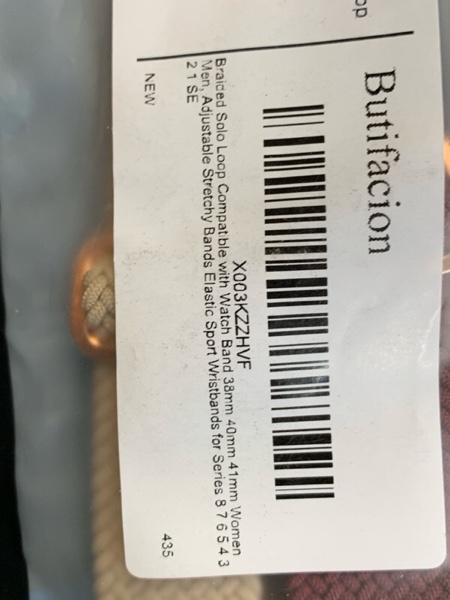 op
Butifacion
X003KZZHVF
Braided Solo Loop Compatible with Watch Band 38mm 40mm 41mm Women
Men, Adjustable Stretchy Bands Elastic Sport Wristbands for Series 8 7 6 5 4 3
2 1 SE
NEW
435